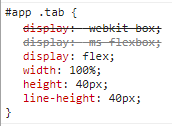 #app .tab {
display: -webkit-box;
display: -ms-flexbox;
display: flex;
width: 100%;
height: 40px;
line-height: 40px;
}